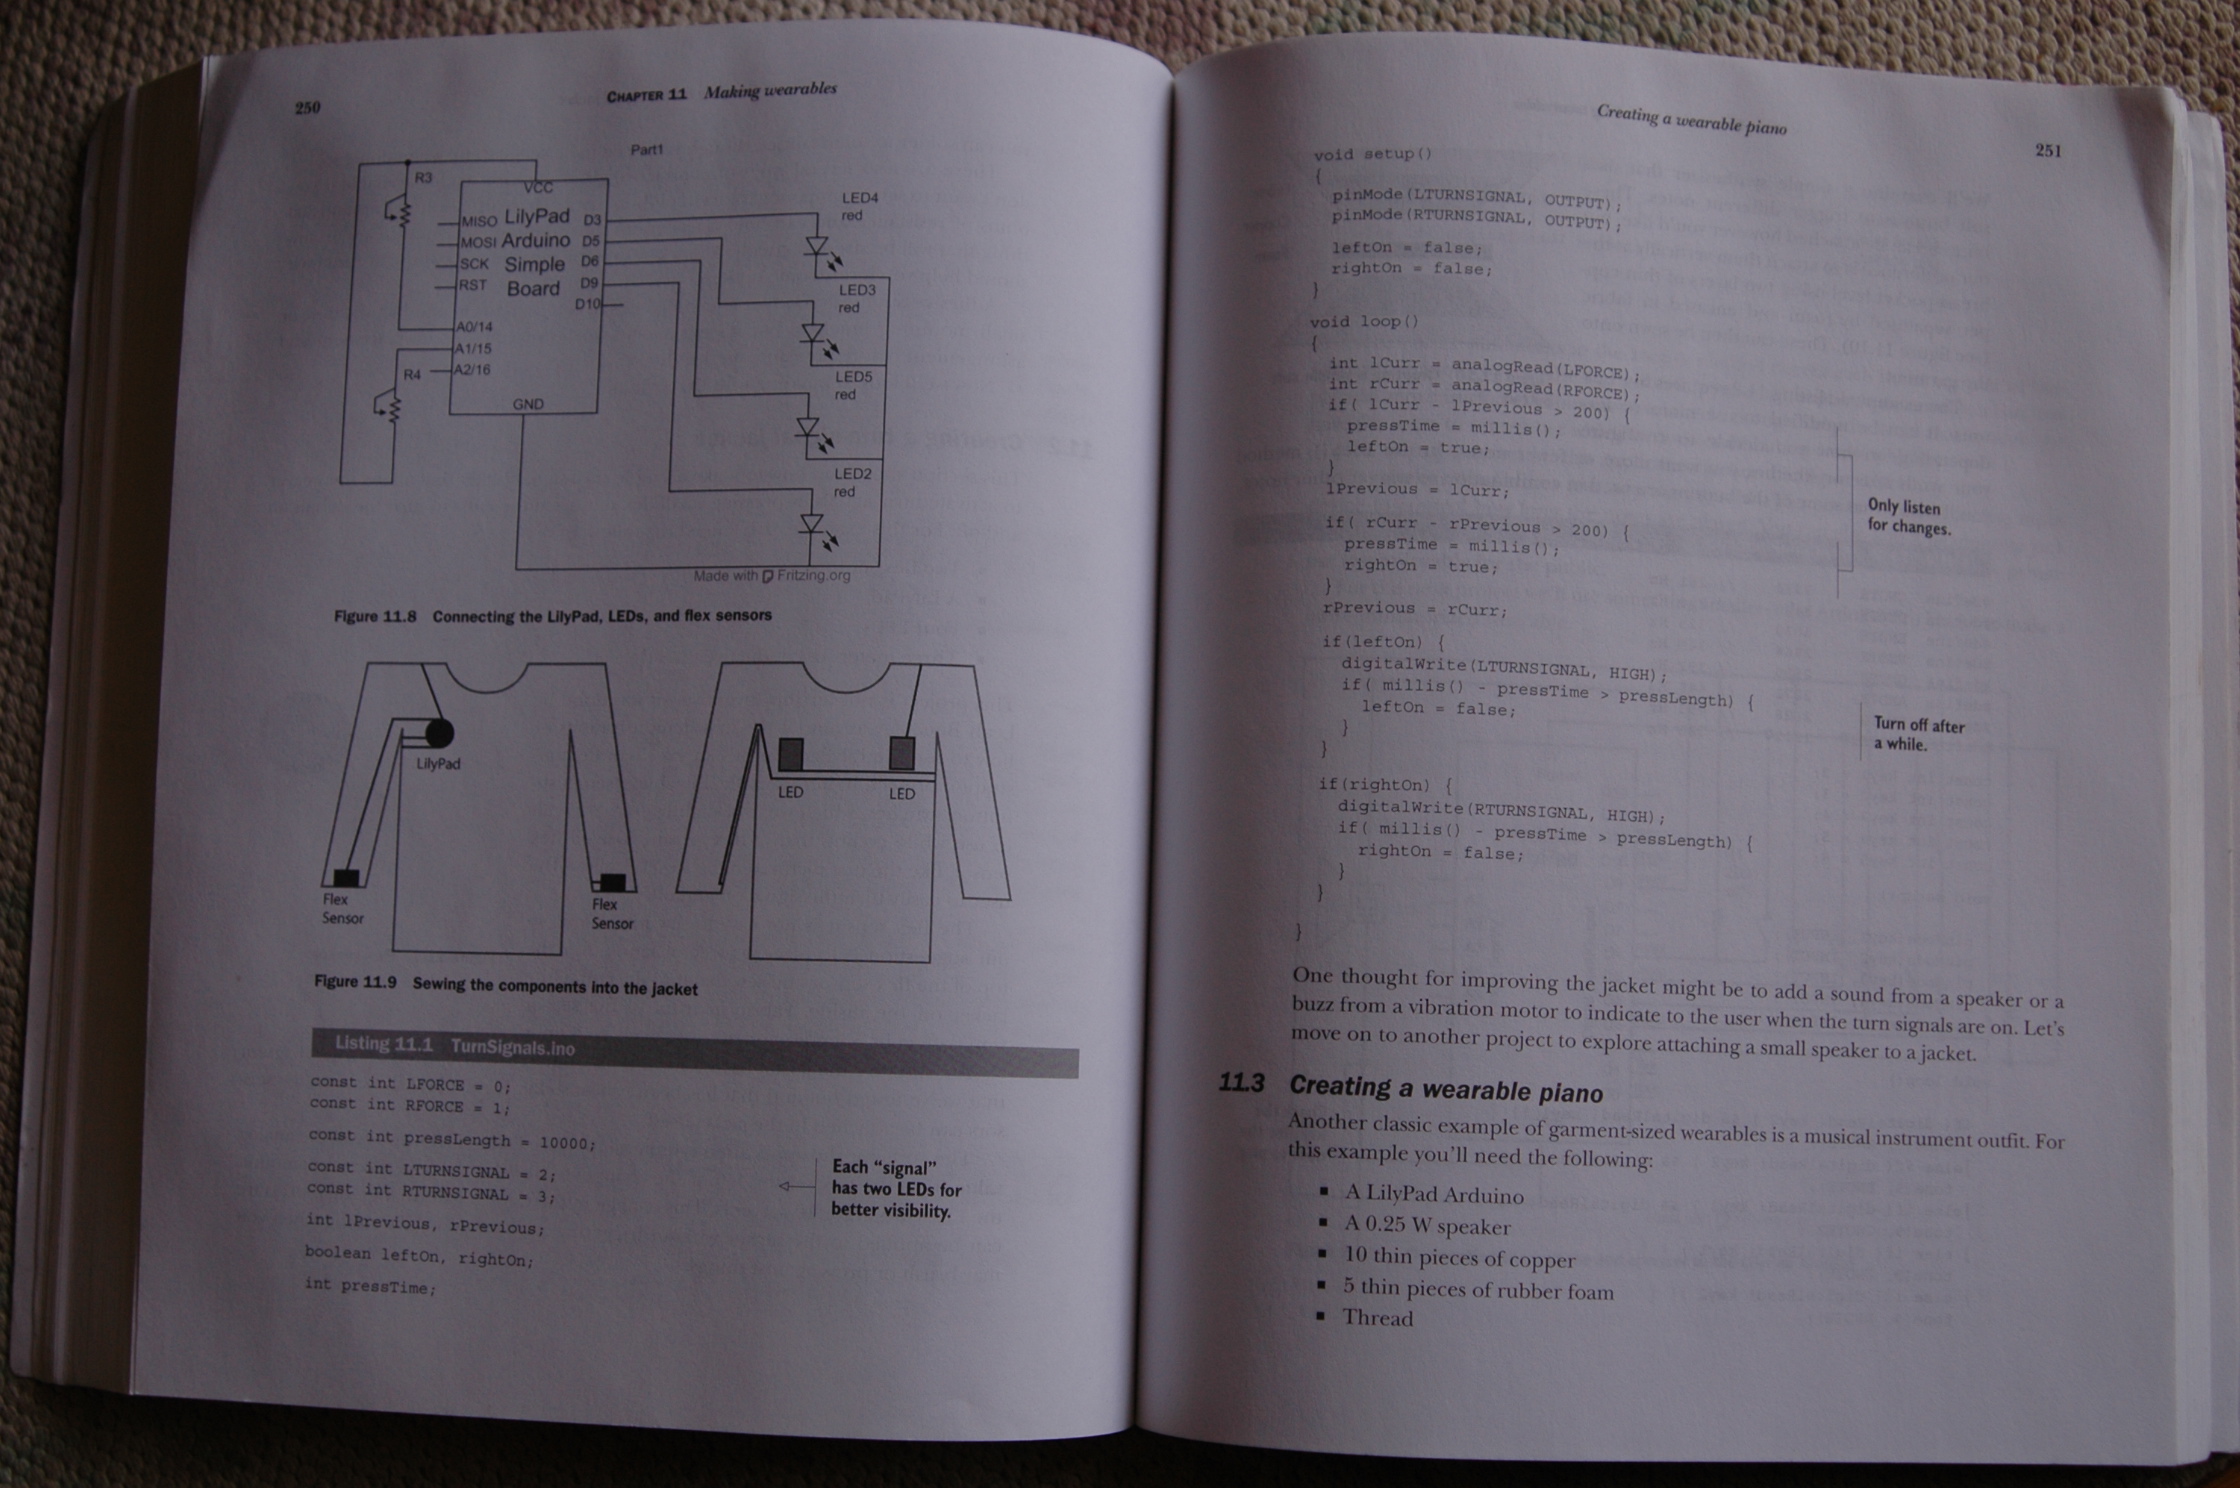 250
CHAPTER 11 Making wearables
Part1
R3
VCC
MISO LilyPad D3
MOSI Arduino D5
SCK Simple D6
RST Board D9
D10
A0/14
A1/15
A2/16
GND
R4
LED4
red
LED3
red
LED5
red
LED2
red
Made with Fritzing.org
Figure 11.8 Connecting the LilyPad, LEDs, and flex sensors
LilyPad
Flex
Sensor
Flex
Sensor
LED
LED
Figure 11.9 Sewing the components into the jacket
Listing 11.1 TurnSignals.ino
const int LFORCE = 0;
const int RFORCE = 1;
const int pressLength = 10000;
const int LTURNSIGNAL = 2;
const int RTURNSIGNAL = 3;
int lPrevious, rPrevious;
boolean leftOn, rightOn;
int pressTime;
Each “signal”
has two LEDs for
better visibility.
Creating a wearable piano
251
void setup()
{
pinMode(LTURNSIGNAL, OUTPUT);
pinMode(RTURNSIGNAL, OUTPUT);
leftOn = false;
rightOn = false;
}
void loop()
{
int lCurr = analogRead(LFORCE);
int rCurr = analogRead(RFORCE);
if( lCurr - lPrevious > 200) {
pressTime = millis();
leftOn = true;
}
lPrevious = lCurr;
if( rCurr - rPrevious > 200) {
pressTime = millis();
rightOn = true;
}
rPrevious = rCurr;
Only listen
for changes.
if(leftOn) {
digitalWrite(LTURNSIGNAL, HIGH);
if( millis() - pressTime > pressLength) {
leftOn = false;
}
}
Turn off after
a while.
if(rightOn) {
digitalWrite(RTURNSIGNAL, HIGH);
if( millis() - pressTime > pressLength) {
rightOn = false;
}
}
}
One thought for improving the jacket might be to add a sound from a speaker or a
buzz from a vibration motor to indicate to the user when the turn signals are on. Let's
move on to another project to explore attaching a small speaker to a jacket.
11.3 Creating a wearable piano
Another classic example of garment-sized wearables is a musical instrument outfit. For
this example you'll need the following:
▪ A LilyPad Arduino
▪ A 0.25 W speaker
▪ 10 thin pieces of copper
▪ 5 thin pieces of rubber foam
▪ Thread